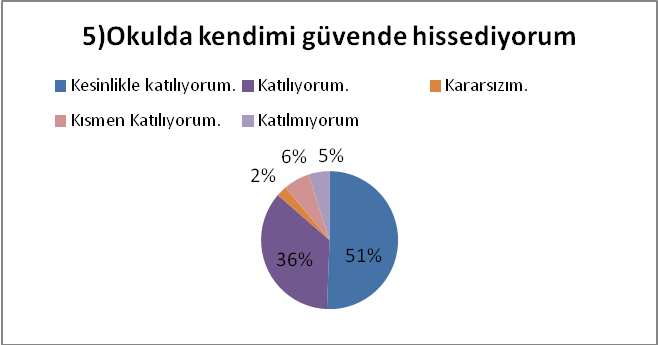 5)Okulda kendimi güvende hissediyorum
Kesinlikle katılıyorum. Katılıyorum. Kararsızım.
Kısmen Katılıyorum. Katılmıyorum
2% 6% 5%
36% 51%